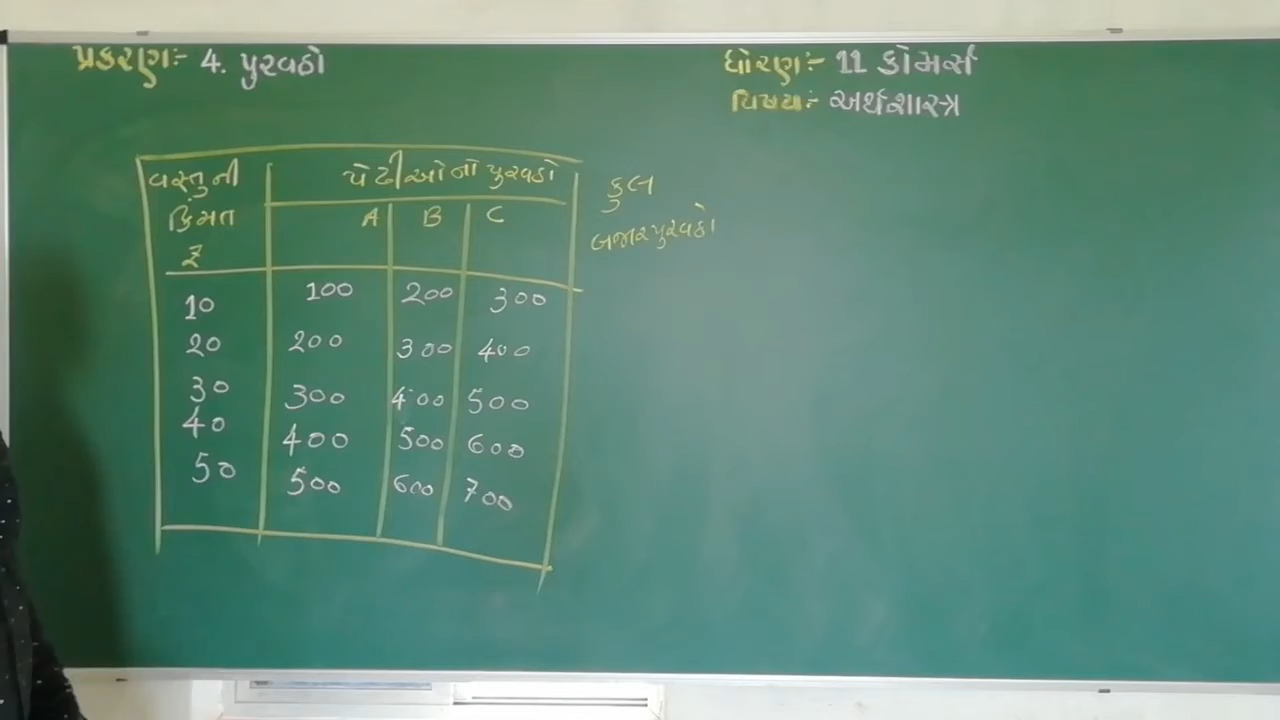 પ્રકરણઃ- 4. પુરવઠો
ધોરણઃ- 11 કોમર્સ
વિષયઃ- અર્થશાસ્ત્ર
વસ્તુની પેઢીઓનો પુરવઠો કુલ
કિંમત A B C બજારપુરવઠો
₹
10 100 200 300
20 200 300 400
30 300 400 500
40 400 500 600
50 500 600 700